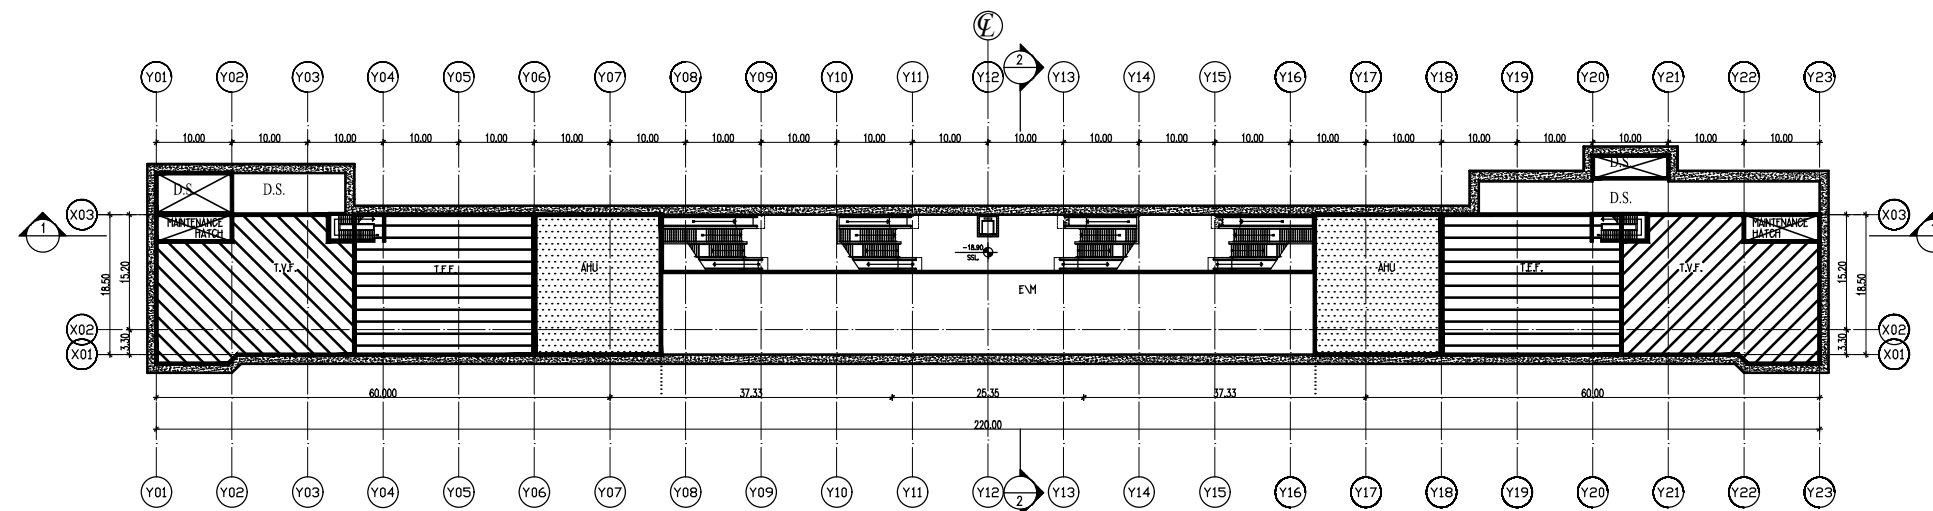 ℄
2
Y01 Y02 Y03 Y04 Y05 Y06 Y07 Y08 Y09 Y10 Y11 Y12 Y13 Y14 Y15 Y16 Y17 Y18 Y19 Y20 Y21 Y22 Y23
10.00 10.00 10.00 10.00 10.00 10.00 10.00 10.00 10.00 10.00 10.00 10.00 10.00 10.00 10.00 10.00 10.00 10.00 10.00 10.00 10.00 10.00
D.S.
D.S. D.S.
D.S.
X03 X03
1
MAINTENANCE HATCH
MAINTENANCE HATCH
-18.90
SSL.
T.V.F. T.E.F. AHU AHU T.E.F. T.V.F.
E\M
18.50 15.20 15.20 18.50
X02 X02
3.30 3.30
X01 X01
60.000 37.33 25.35 37.33 60.00
220.00
Y01 Y02 Y03 Y04 Y05 Y06 Y07 Y08 Y09 Y10 Y11 Y12 Y13 Y14 Y15 Y16 Y17 Y18 Y19 Y20 Y21 Y22 Y23
2